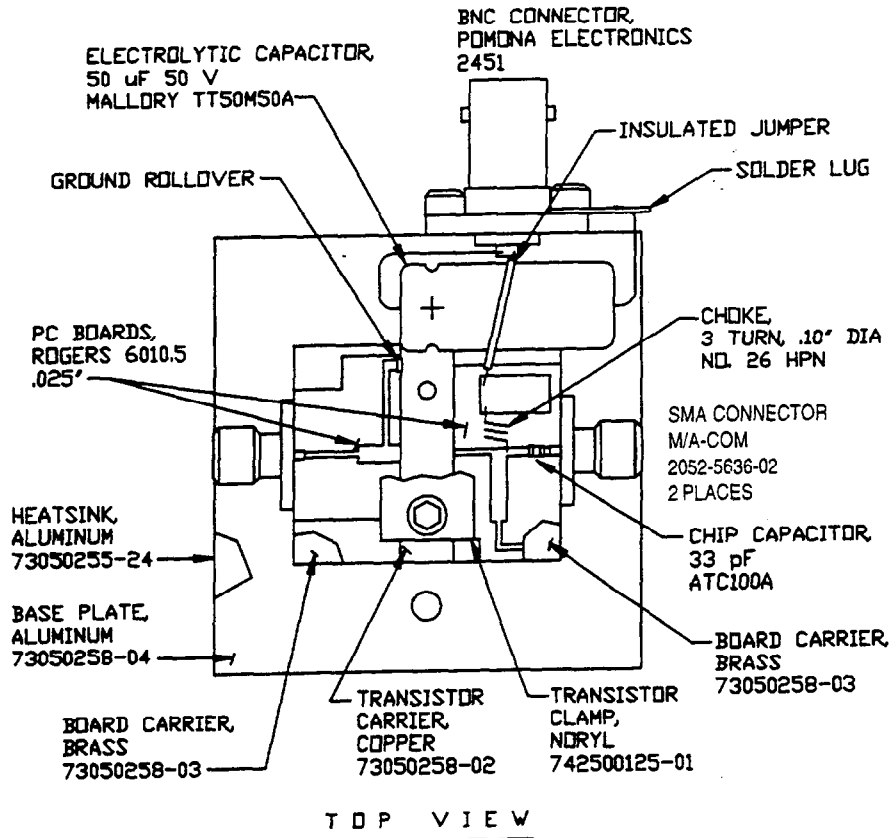 BNC CONNECTOR,
POMONA ELECTRONICS
2451
ELECTROLYTIC CAPACITOR,
50 uF 50 V
MALLORY TT50M50A
INSULATED JUMPER
SOLDER LUG
GROUND ROLLOVER
PC BOARDS,
ROGERS 6010.5
.025"
CHOKE,
3 TURN, .10" DIA
NO. 26 HPN
SMA CONNECTOR
M/A-COM
2052-5636-02
2 PLACES
HEATSINK,
ALUMINUM
73050255-24
CHIP CAPACITOR,
33 pF
ATC100A
BASE PLATE,
ALUMINUM
73050258-04
BOARD CARRIER,
BRASS
73050258-03
BOARD CARRIER,
BRASS
73050258-03
TRANSISTOR
CARRIER,
COPPER
73050258-02
TRANSISTOR
CLAMP,
NORYL
742500125-01
TOP VIEW